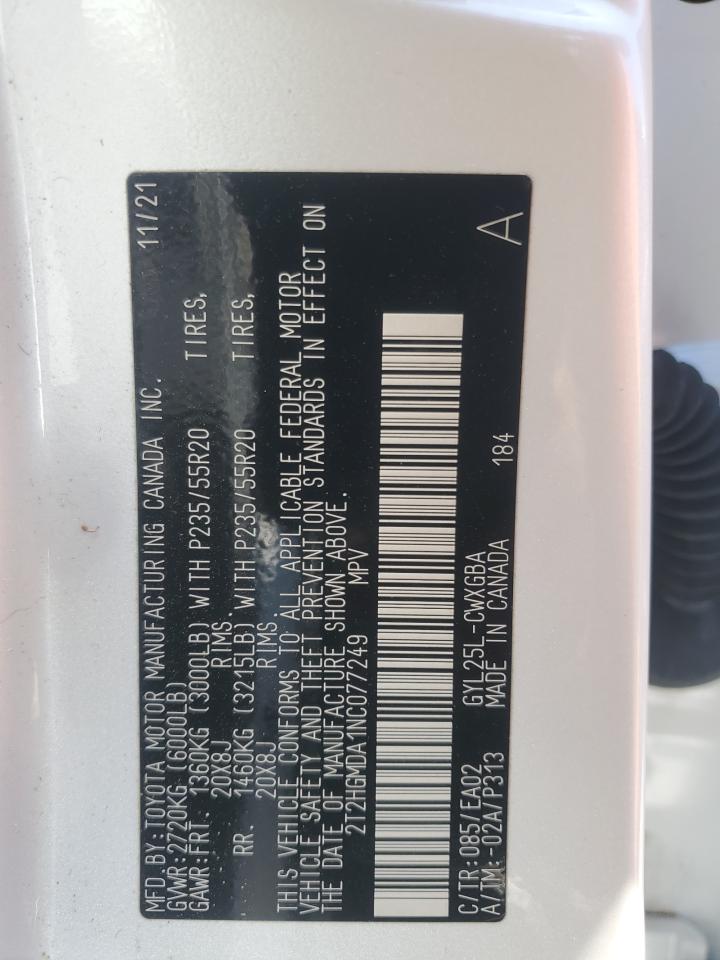 MFD.BY:TOYOTA MOTOR MANUFACTURING CANADA INC. 11/21
GVWR:2720KG (6000LB)
GAWR:FRT. 1360KG (3000LB) WITH P235/55R20 TIRES,
20X8J RIMS.
RR. 1460KG (3215LB) WITH P235/55R20 TIRES,
20X8J RIMS.
THIS VEHICLE CONFORMS TO ALL APPLICABLE FEDERAL MOTOR
VEHICLE SAFETY AND THEFT PREVENTION STANDARDS IN EFFECT ON
THE DATE OF MANUFACTURE SHOWN ABOVE.
2T2HGMDA1NC077249 MPV
C/TR:085/EA02 GYL25L-CWXGBA
A/TM:-02A/P313 MADE IN CANADA 184 A